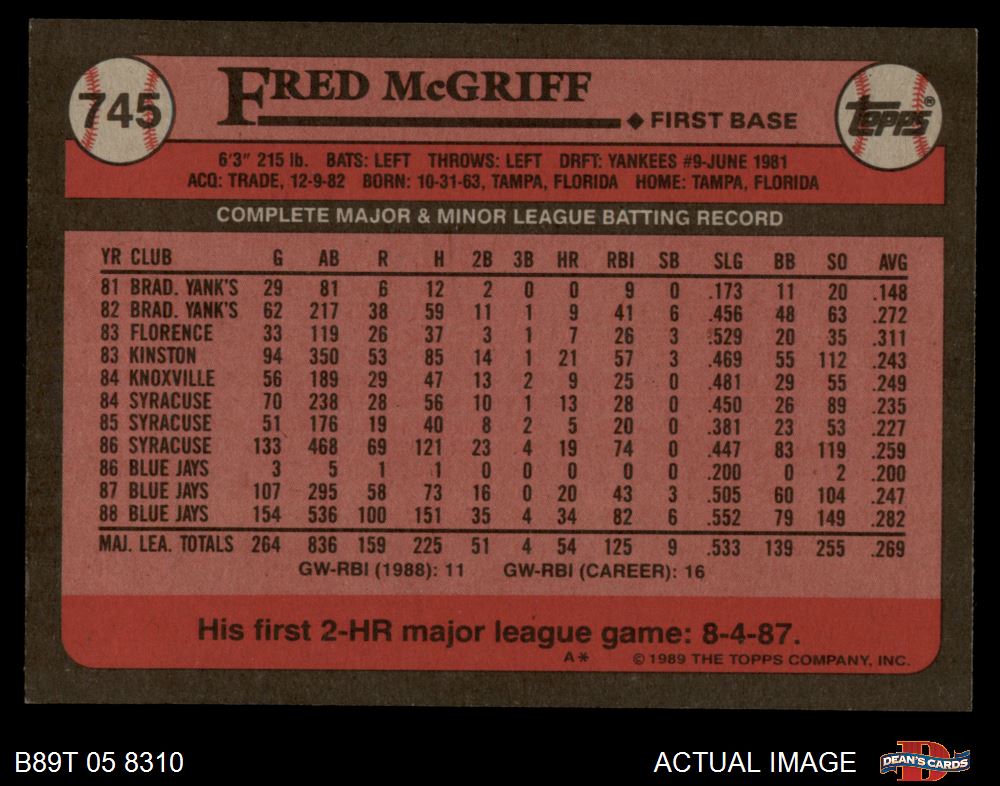 745
FRED McGRIFF
◆ FIRST BASE
TOPPS®
6'3" 215 lb. BATS: LEFT THROWS: LEFT DRFT: YANKEES #9-JUNE 1981
ACQ: TRADE, 12-9-82 BORN: 10-31-63, TAMPA, FLORIDA HOME: TAMPA, FLORIDA
COMPLETE MAJOR & MINOR LEAGUE BATTING RECORD
YR CLUB G AB R H 2B 3B HR RBI SB SLG BB SO AVG
81 BRAD. YANK'S 29 81 6 12 2 0 0 9 0 .173 11 20 .148
82 BRAD. YANK'S 62 217 38 59 11 1 9 41 6 .456 48 63 .272
83 FLORENCE 33 119 26 37 3 1 7 26 3 .529 20 35 .311
83 KINSTON 94 350 53 85 14 1 21 57 3 .469 55 112 .243
84 KNOXVILLE 56 189 29 47 13 2 9 25 0 .481 29 55 .249
84 SYRACUSE 70 238 28 56 10 1 13 28 0 .450 26 89 .235
85 SYRACUSE 51 176 19 40 8 2 5 20 0 .381 23 53 .227
86 SYRACUSE 133 468 69 121 23 4 19 74 0 .447 83 119 .259
86 BLUE JAYS 3 5 1 1 0 0 0 0 0 .200 0 2 .200
87 BLUE JAYS 107 295 58 73 16 0 20 43 3 .505 60 104 .247
88 BLUE JAYS 154 536 100 151 35 4 34 82 6 .552 79 149 .282
MAJ. LEA. TOTALS 264 836 159 225 51 4 54 125 9 .533 139 255 .269
GW-RBI (1988): 11 GW-RBI (CAREER): 16
His first 2-HR major league game: 8-4-87.
A* © 1989 THE TOPPS COMPANY, INC.
B89T 05 8310
ACTUAL IMAGE
D
DEAN'S CARDS